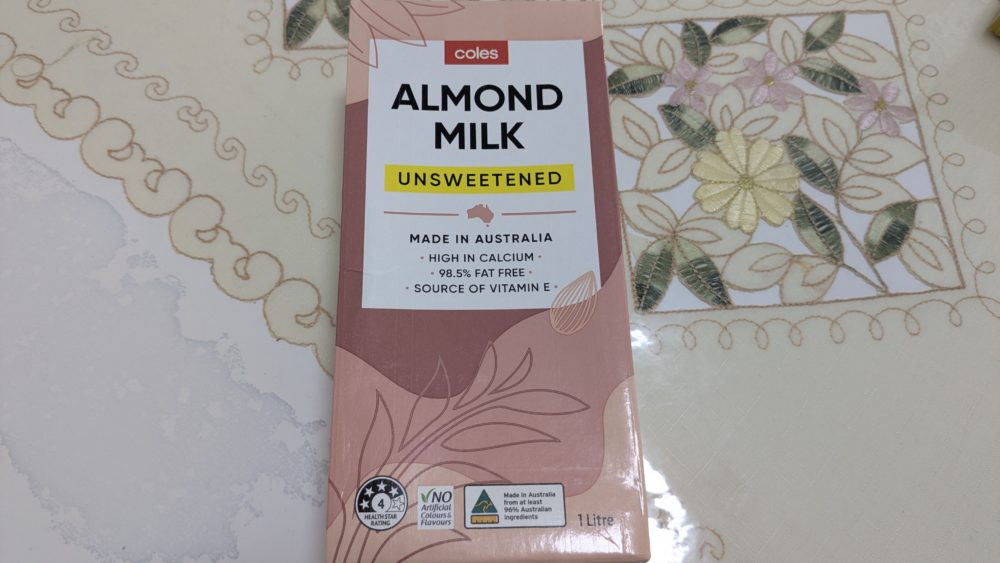 coles
ALMOND
MILK
UNSWEETENED
MADE IN AUSTRALIA
• HIGH IN CALCIUM •
• 98.5% FAT FREE •
• SOURCE OF VITAMIN E •
4
HEALTH STAR
RATING
NO
Artificial
Colours &
Flavours
Made in Australia
from at least
96% Australian
ingredients
1 Litre